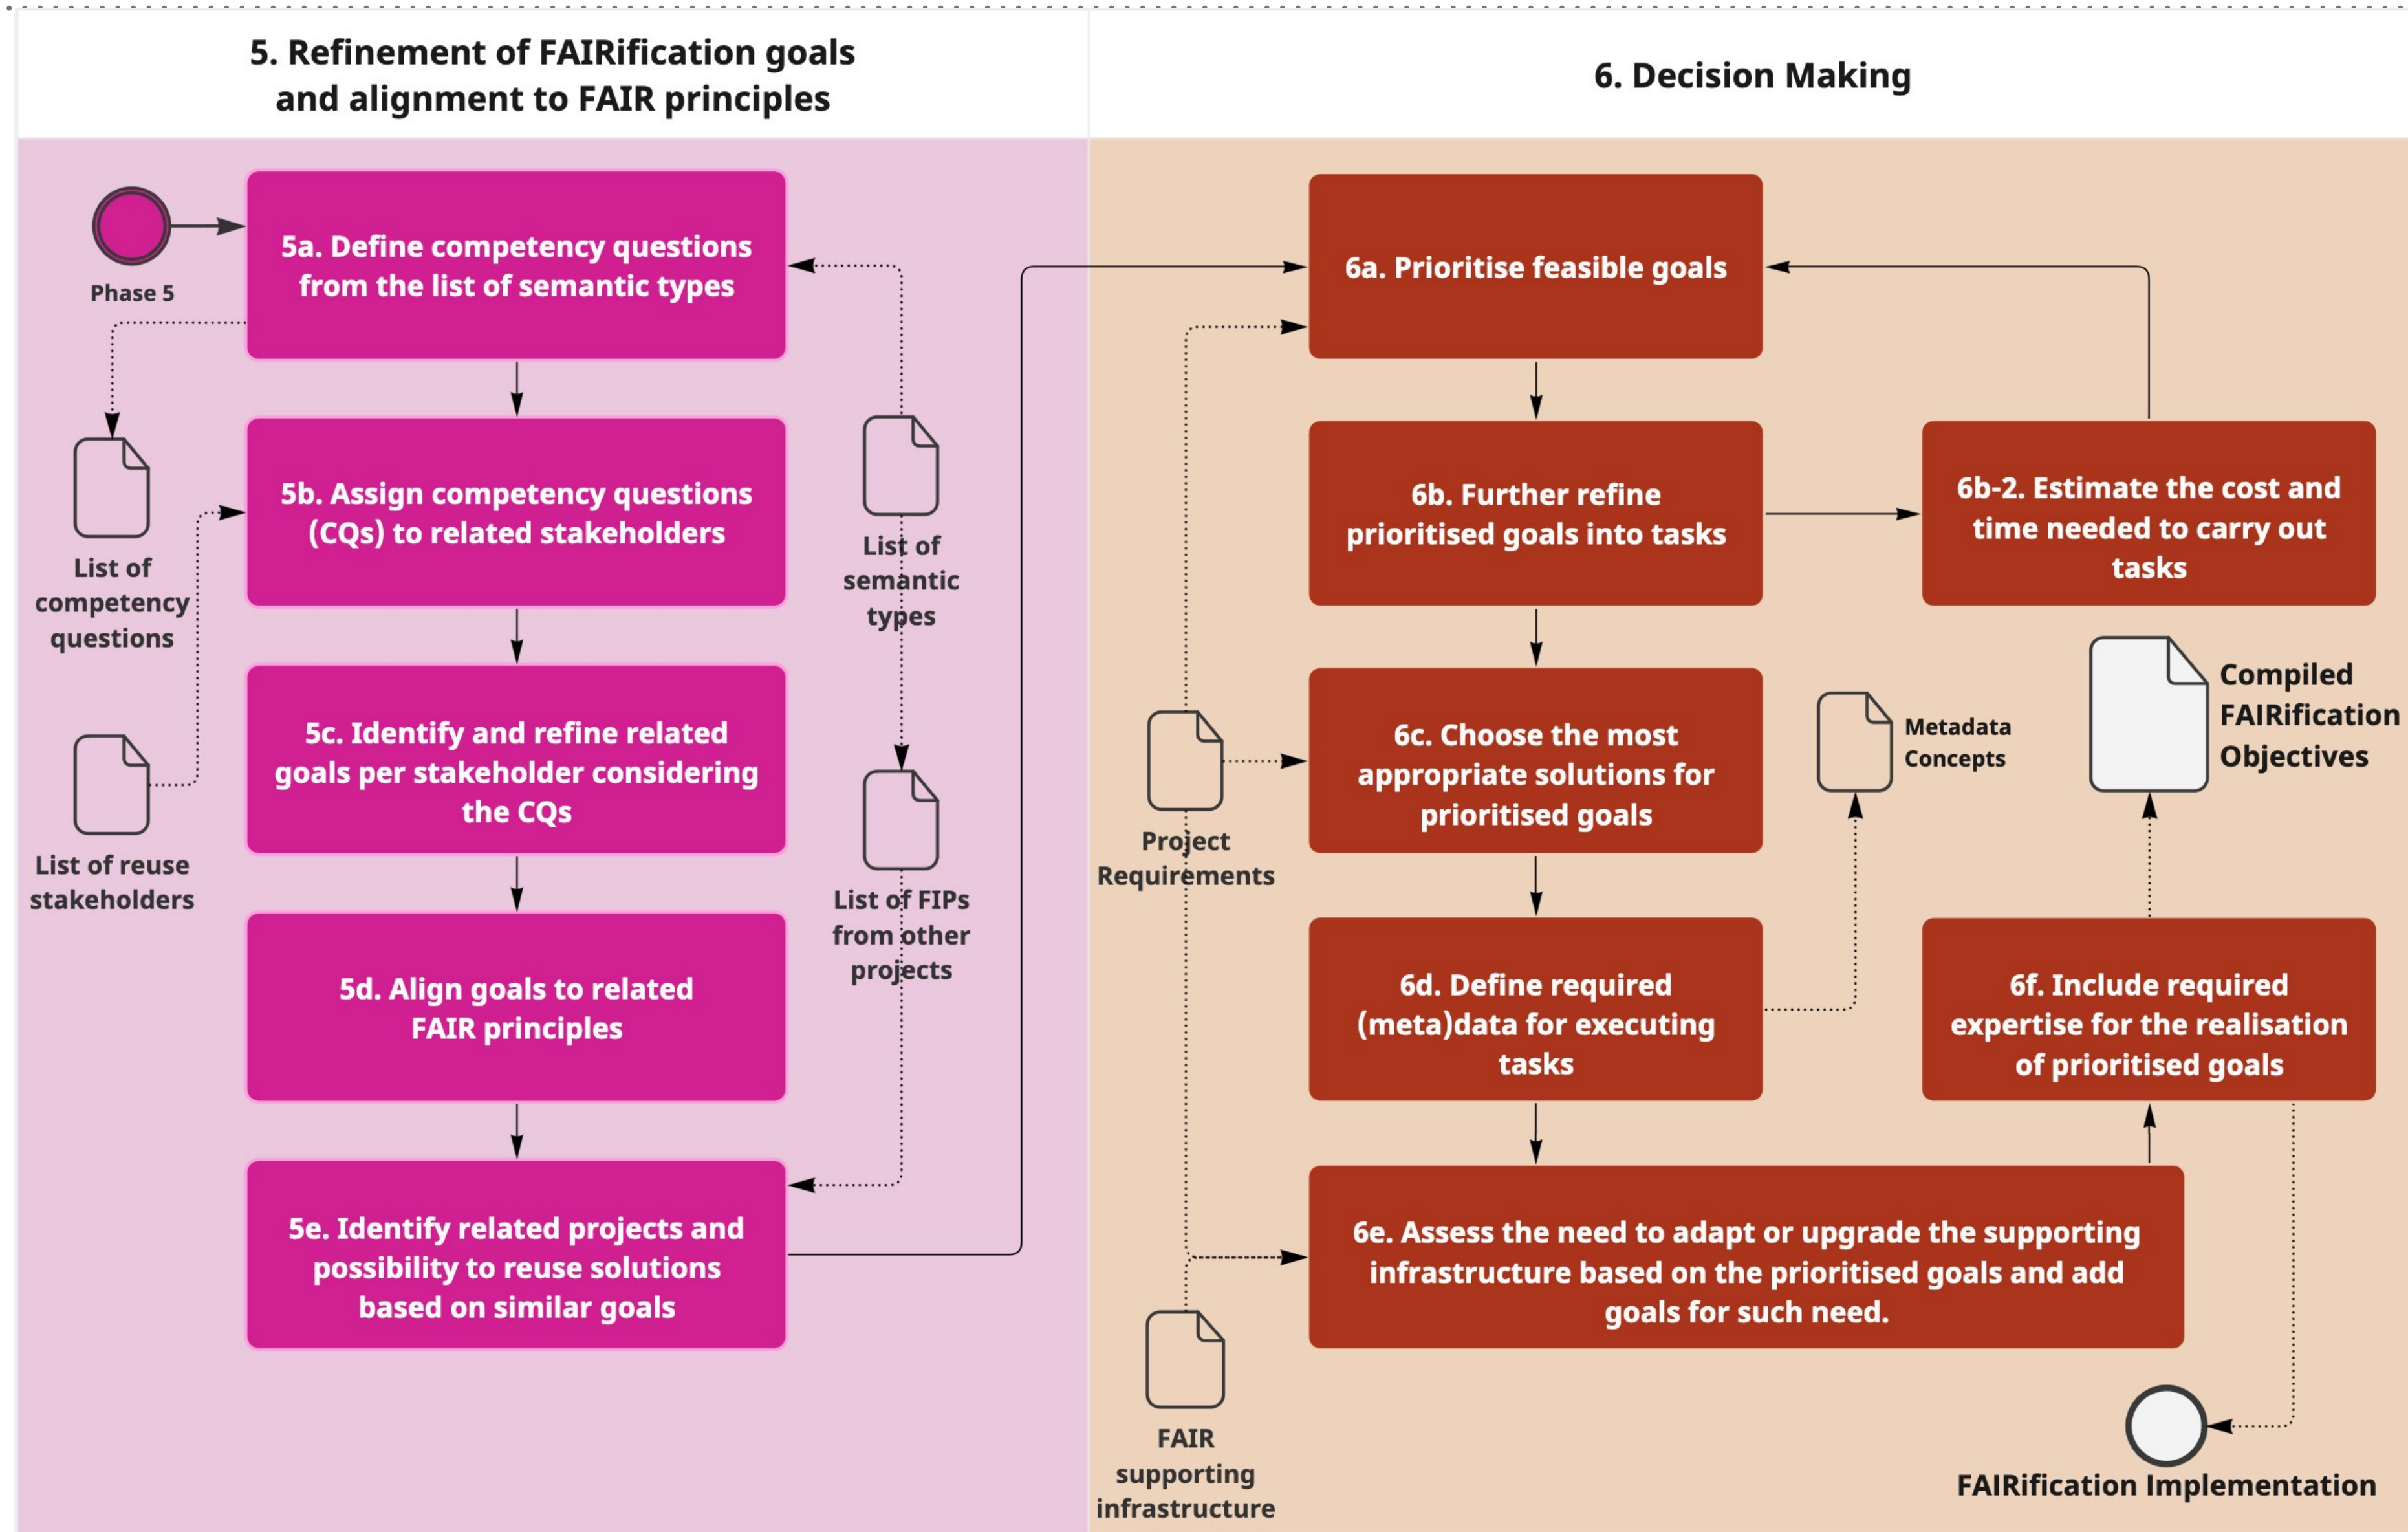 5. Refinement of FAIRification goals
and alignment to FAIR principles
6. Decision Making
Phase 5
5a. Define competency questions
from the list of semantic types
5b. Assign competency questions
(CQs) to related stakeholders
List of
competency
questions
List of
semantic
types
5c. Identify and refine related
goals per stakeholder considering
the CQs
List of reuse
stakeholders
List of FIPs
from other
projects
5d. Align goals to related
FAIR principles
5e. Identify related projects and
possibility to reuse solutions
based on similar goals
6a. Prioritise feasible goals
6b. Further refine
prioritised goals into tasks
6b-2. Estimate the cost and
time needed to carry out
tasks
6c. Choose the most
appropriate solutions for
prioritised goals
Project
Requirements
Metadata
Concepts
Compiled
FAIRification
Objectives
6d. Define required
(meta)data for executing
tasks
6f. Include required
expertise for the realisation
of prioritised goals
6e. Assess the need to adapt or upgrade the supporting
infrastructure based on the prioritised goals and add
goals for such need.
FAIR
supporting
infrastructure
FAIRification Implementation